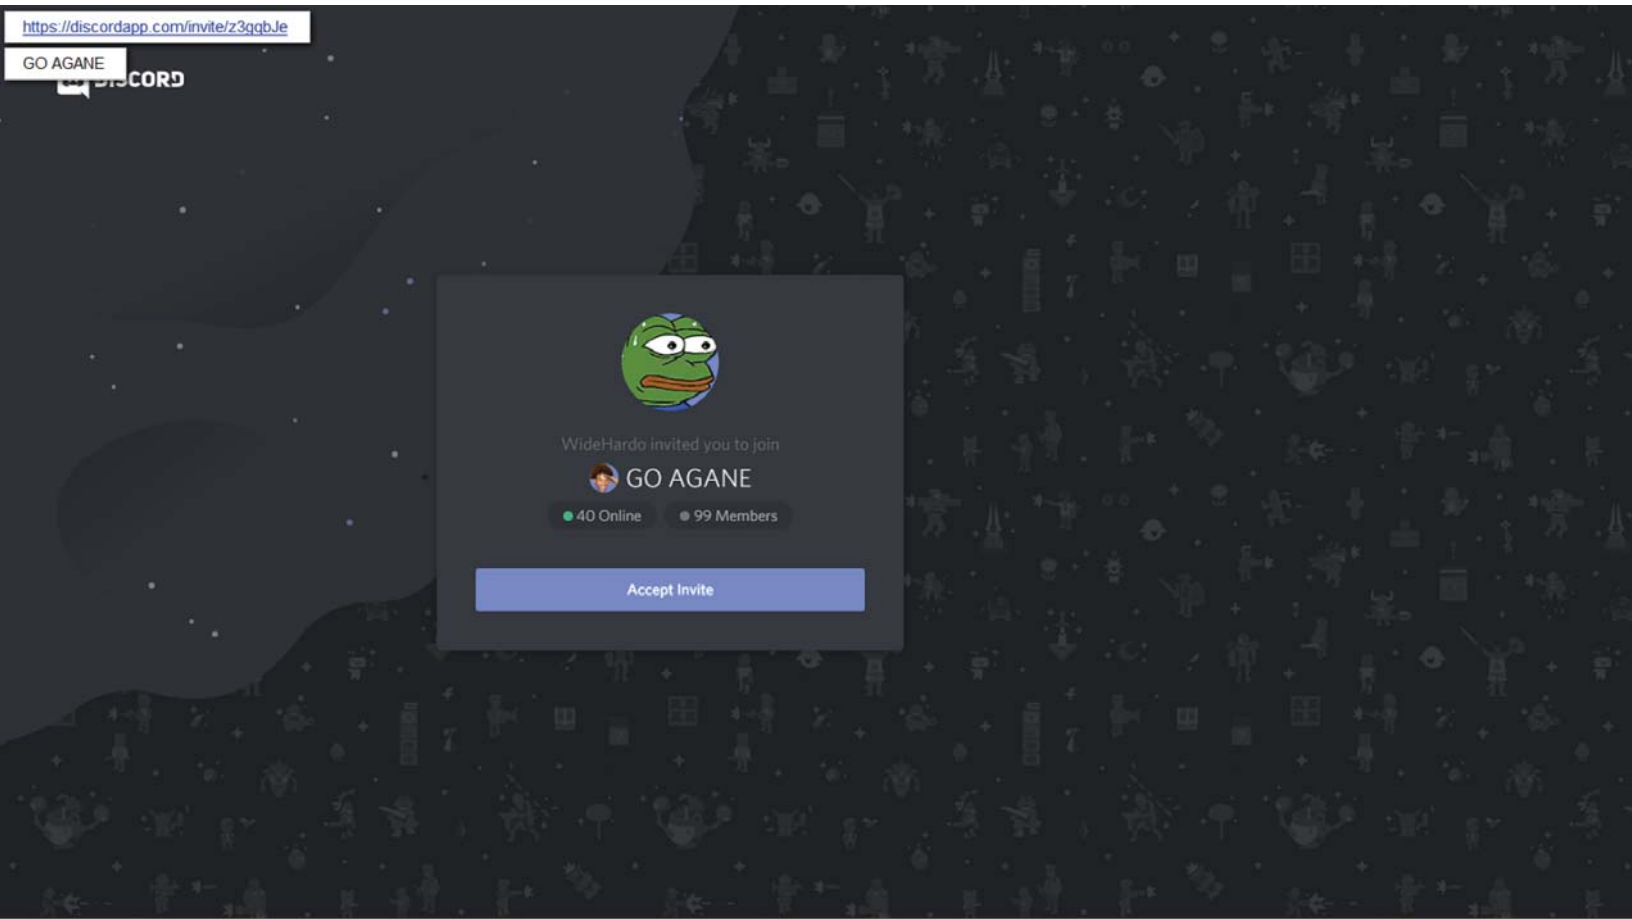 https://discordapp.com/invite/z3gqbJe
GO AGANE
DISCORD
WideHardo invited you to join
GO AGANE
40 Online
99 Members
Accept Invite